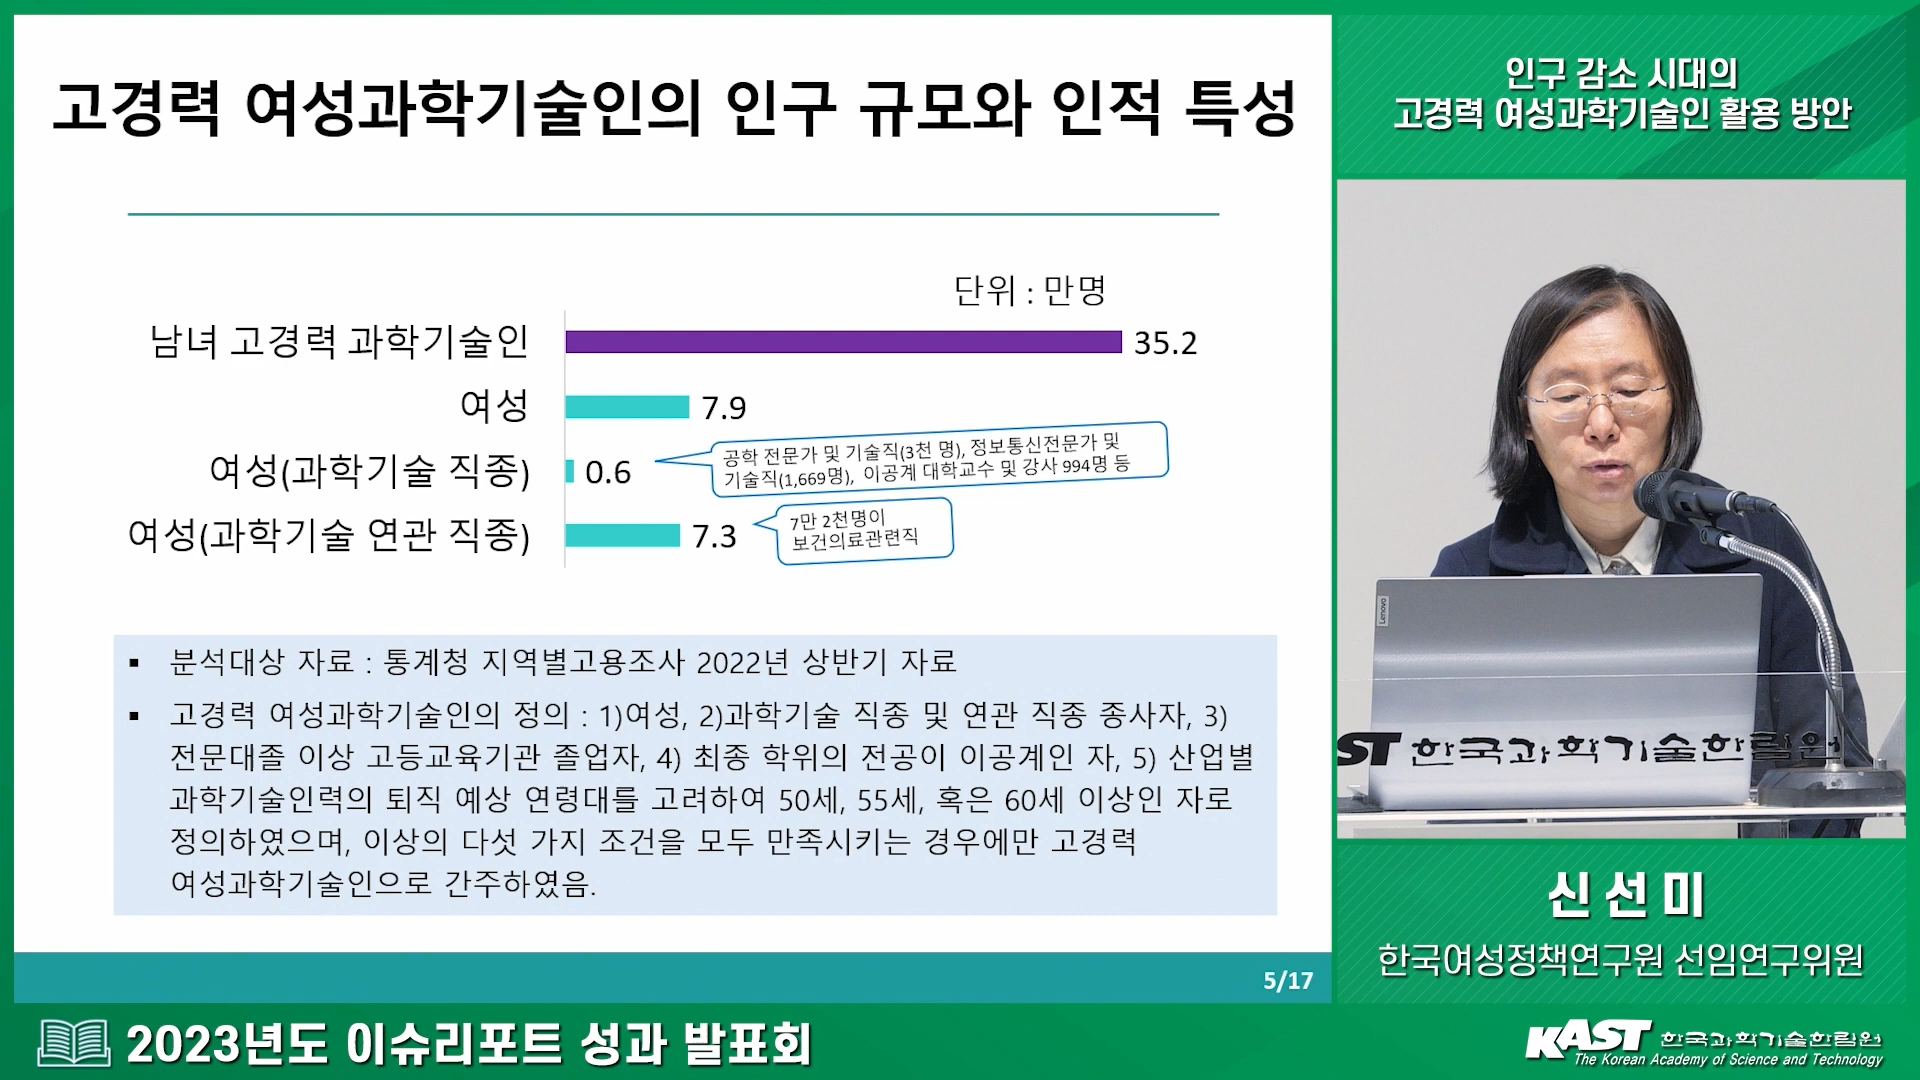 고경력 여성과학기술인의 인구 규모와 인적 특성
단위 : 만명
남녀 고경력 과학기술인
35.2
여성
7.9
여성(과학기술 직종)
0.6
공학 전문가 및 기술직(3천 명), 정보통신전문가 및
기술직(1,669명), 이공계 대학교수 및 강사 994명 등
여성(과학기술 연관 직종)
7.3
7만 2천명이
보건의료관련직
▪ 분석대상 자료 : 통계청 지역별고용조사 2022년 상반기 자료
▪ 고경력 여성과학기술인의 정의 : 1)여성, 2)과학기술 직종 및 연관 직종 종사자, 3)
전문대졸 이상 고등교육기관 졸업자, 4) 최종 학위의 전공이 이공계인 자, 5) 산업별
과학기술인력의 퇴직 예상 연령대를 고려하여 50세, 55세, 혹은 60세 이상인 자로
정의하였으며, 이상의 다섯 가지 조건을 모두 만족시키는 경우에만 고경력
여성과학기술인으로 간주하였음.
5/17
인구 감소 시대의
고경력 여성과학기술인 활용 방안
Lenovo
ST 한국과학기술한림원
신선미
한국여성정책연구원 선임연구위원
2023년도 이슈리포트 성과 발표회
KAST 한국과학기술한림원
The Korean Academy of Science and Technology